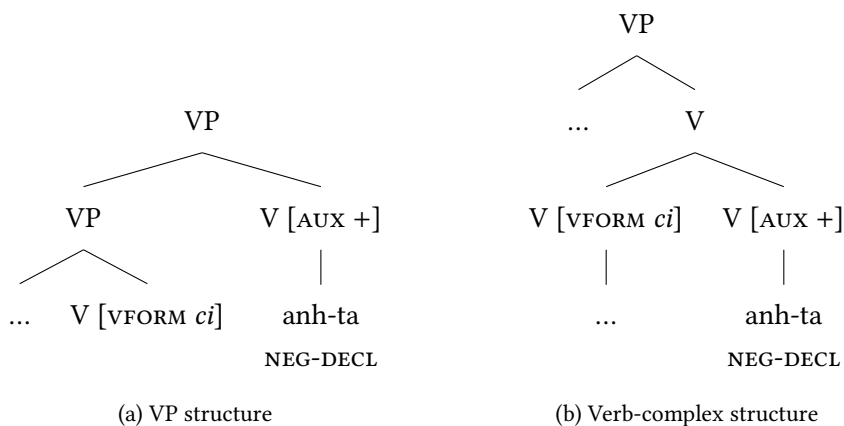 VP
VP
... V
VP V [AUX +]
V [VFORM ci] V [AUX +]
... V [VFORM ci] anh-ta
NEG-DECL
... anh-ta
NEG-DECL
(a) VP structure
(b) Verb-complex structure